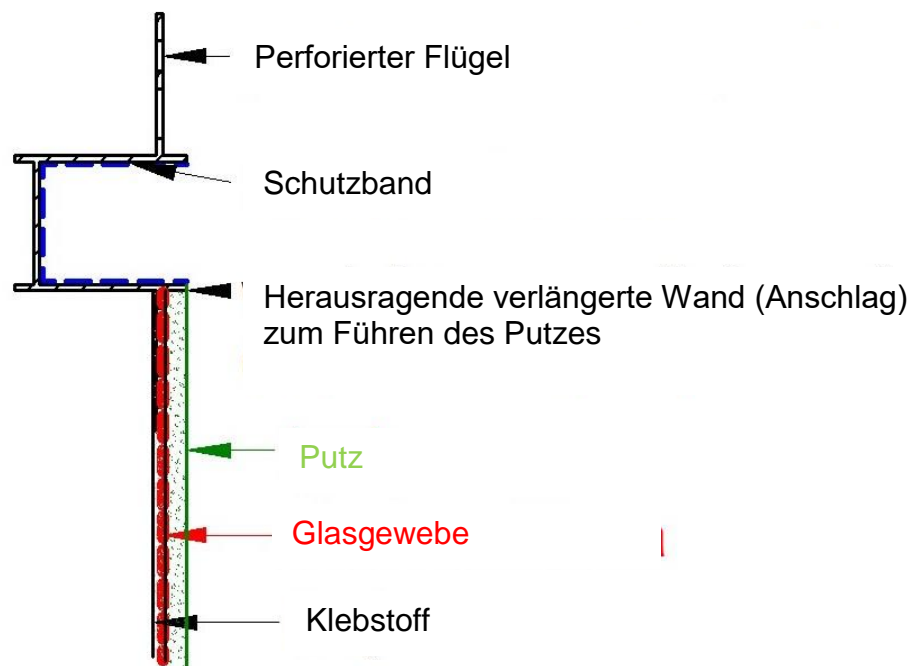 Perforierter Flügel
Schutzband
Herausragende verlängerte Wand (Anschlag)
zum Führen des Putzes
Putz
Glasgewebe
Klebstoff